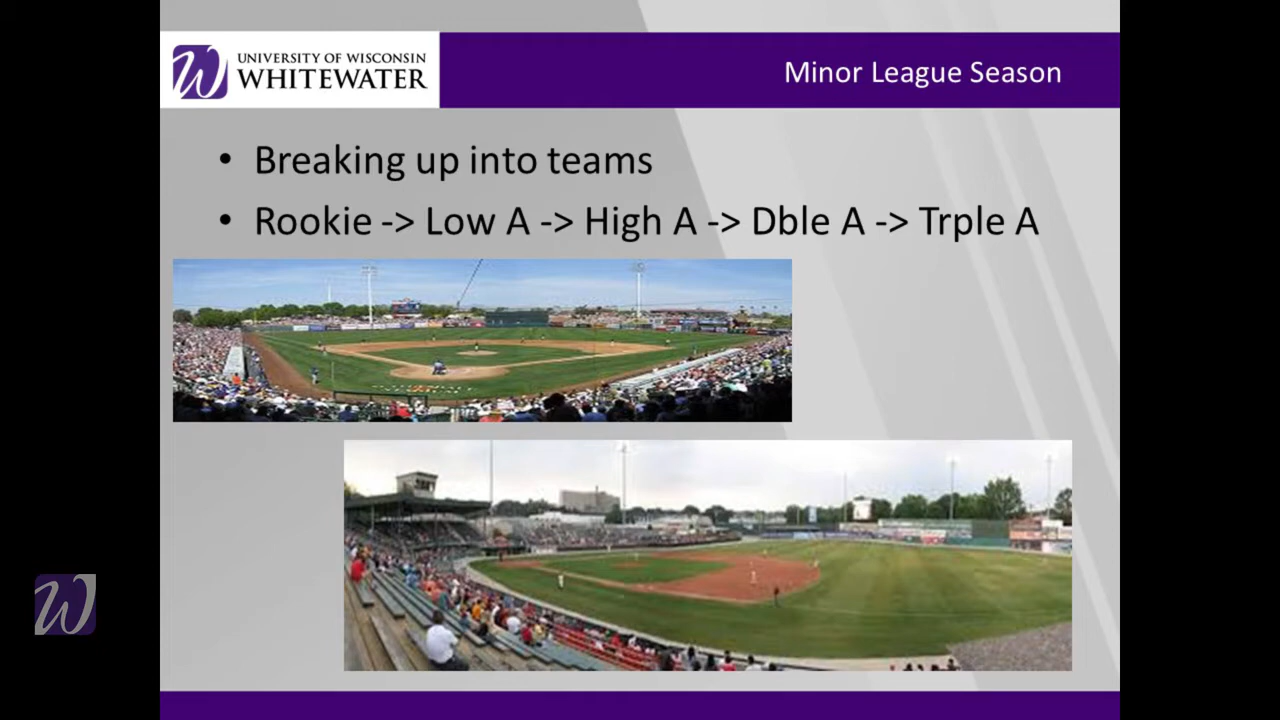 UNIVERSITY OF WISCONSIN
WHITEWATER
Minor League Season
• Breaking up into teams
• Rookie -> Low A -> High A -> Dble A -> Trple A
W